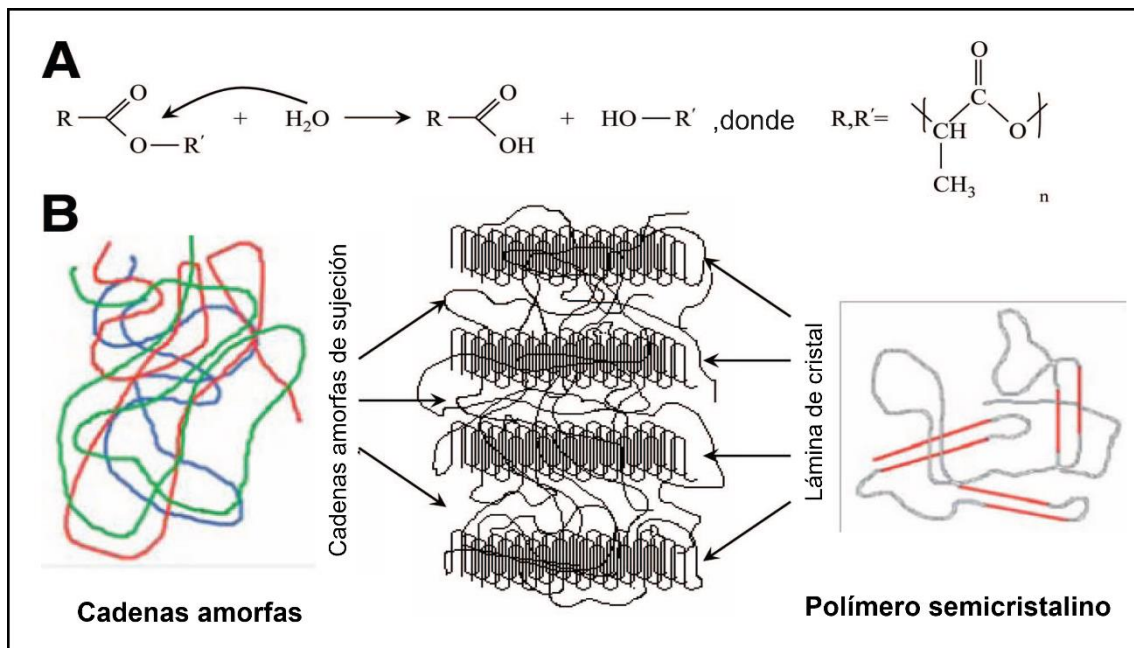 A
R
O
O—R'
+
H₂O
R
O
OH
+
HO—R'
,donde
R,R'=
O
C
CH
O
CH₃
n
B
Cadenas amorfas de sujeción
Lámina de cristal
Cadenas amorfas
Polímero semicristalino